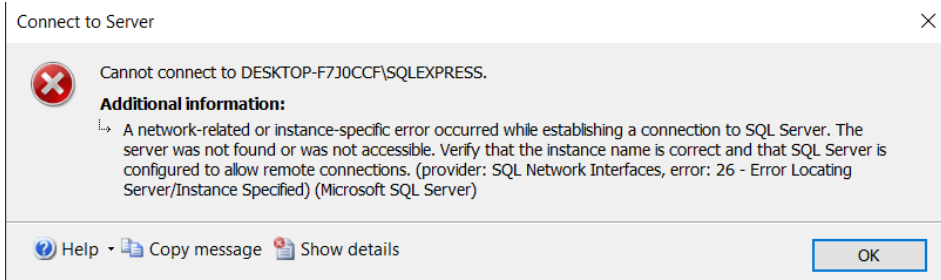 Connect to Server
Cannot connect to DESKTOP-F7J0CCF\SQLEXPRESS.
Additional information:
A network-related or instance-specific error occurred while establishing a connection to SQL Server. The
server was not found or was not accessible. Verify that the instance name is correct and that SQL Server is
configured to allow remote connections. (provider: SQL Network Interfaces, error: 26 - Error Locating
Server/Instance Specified) (Microsoft SQL Server)
Help Copy message Show details OK